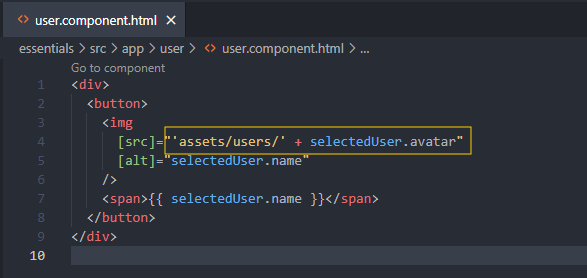 <> user.component.html ×
essentials > src > app > user > <> user.component.html > ...
Go to component
1 <div>
2 <button>
3 <img
4 [src]="'assets/users/' + selectedUser.avatar"
5 [alt]="selectedUser.name"
6 />
7 <span>{{ selectedUser.name }}</span>
8 </button>
9 </div>
10